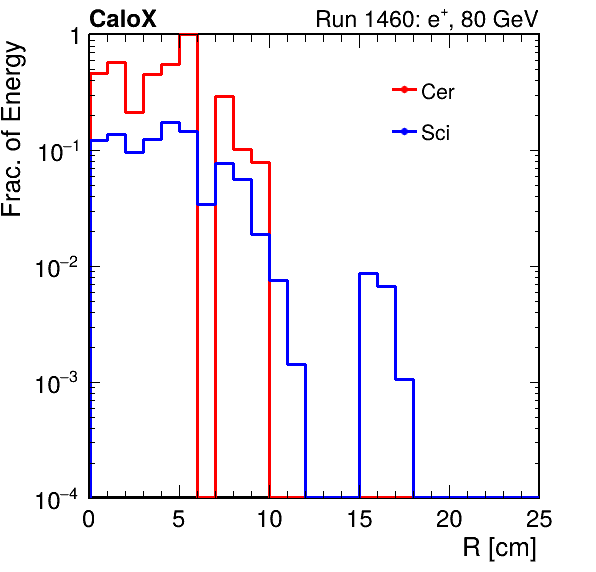 CaloX Run 1460: e⁺, 80 GeV
Frac. of Energy
1
10⁻¹
10⁻²
10⁻³
10⁻⁴
Cer
Sci
0 5 10 15 20 25
R [cm]